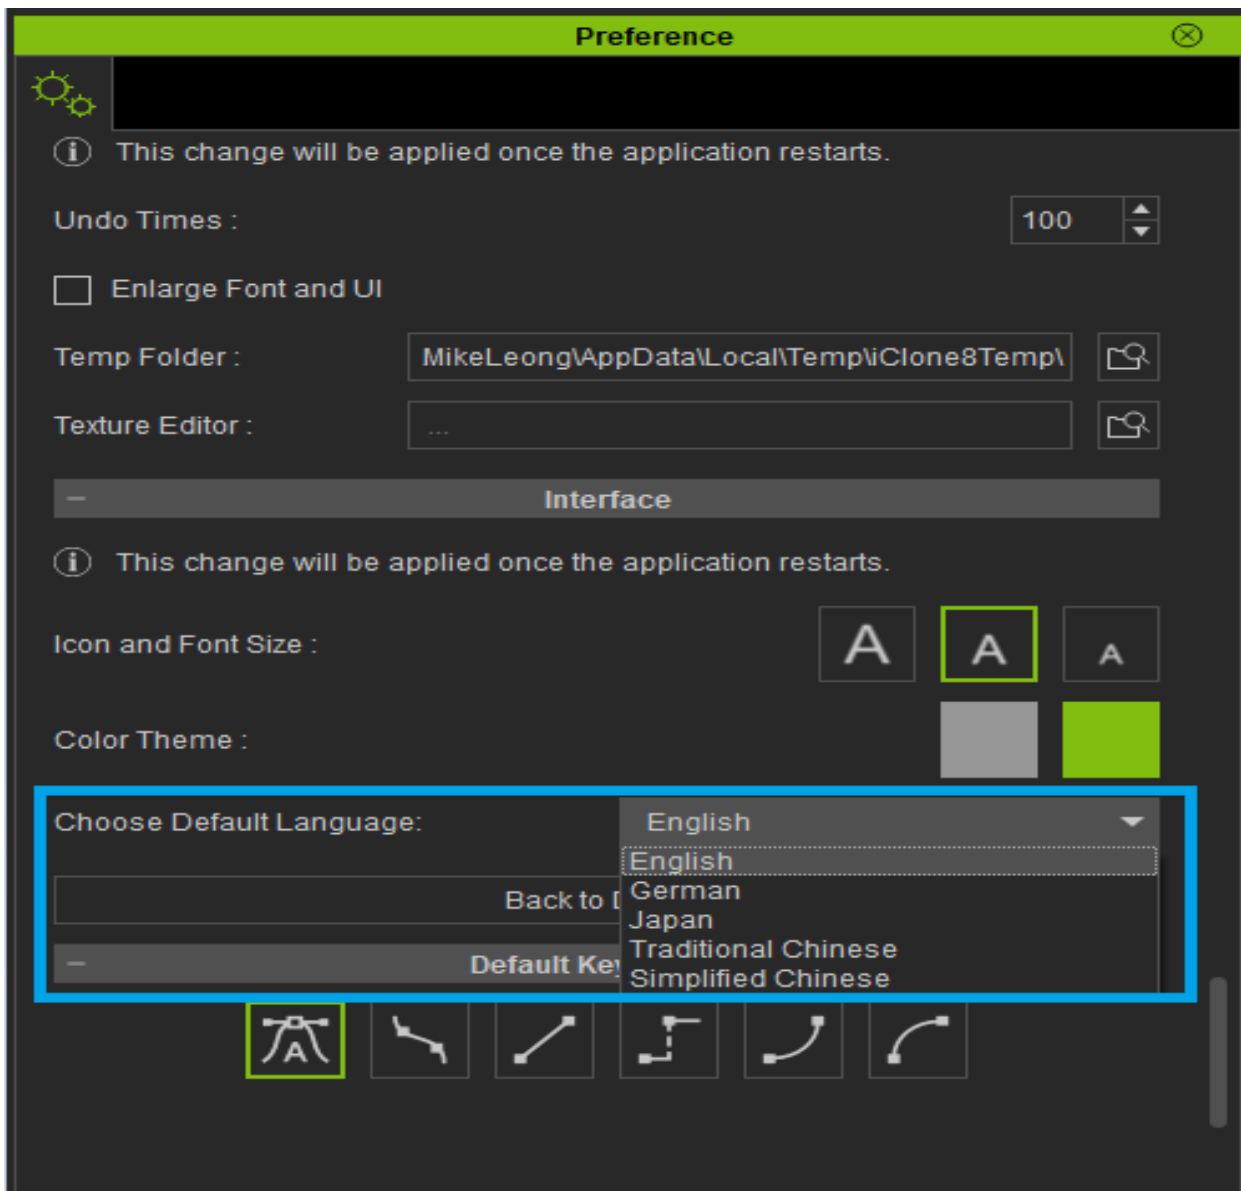 Preference
This change will be applied once the application restarts.
Undo Times : 100
Enlarge Font and UI
Temp Folder : MikeLeong\AppData\Local\Temp\iClone8Temp\
Texture Editor : ...
Interface
This change will be applied once the application restarts.
Icon and Font Size : A A A
Color Theme :
Choose Default Language: English
English
Back to D
German
Japan
Traditional Chinese
Default Key
Simplified Chinese
A